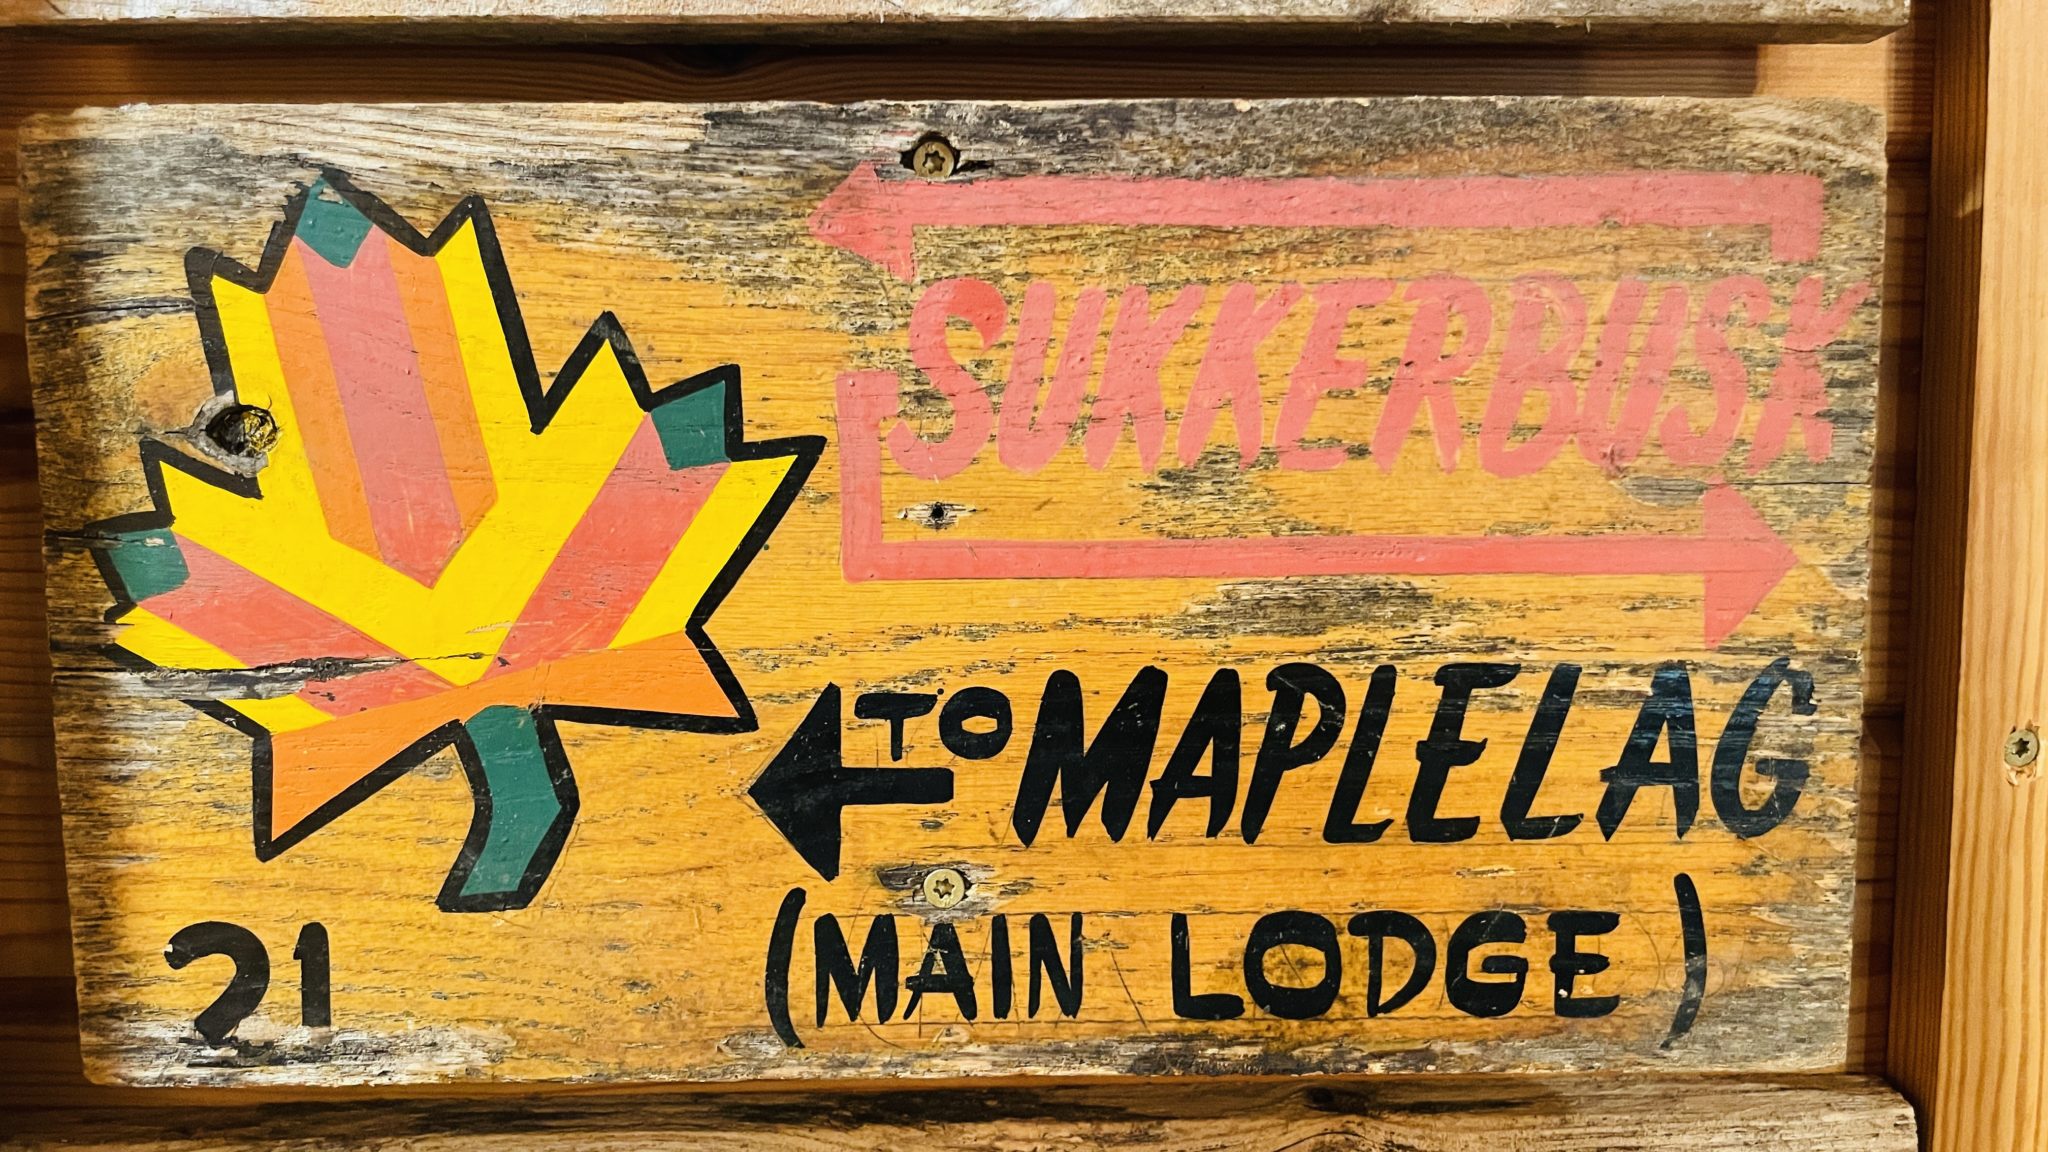 SUKKERBUSK
TO MAPLELAG
(MAIN LODGE)
21